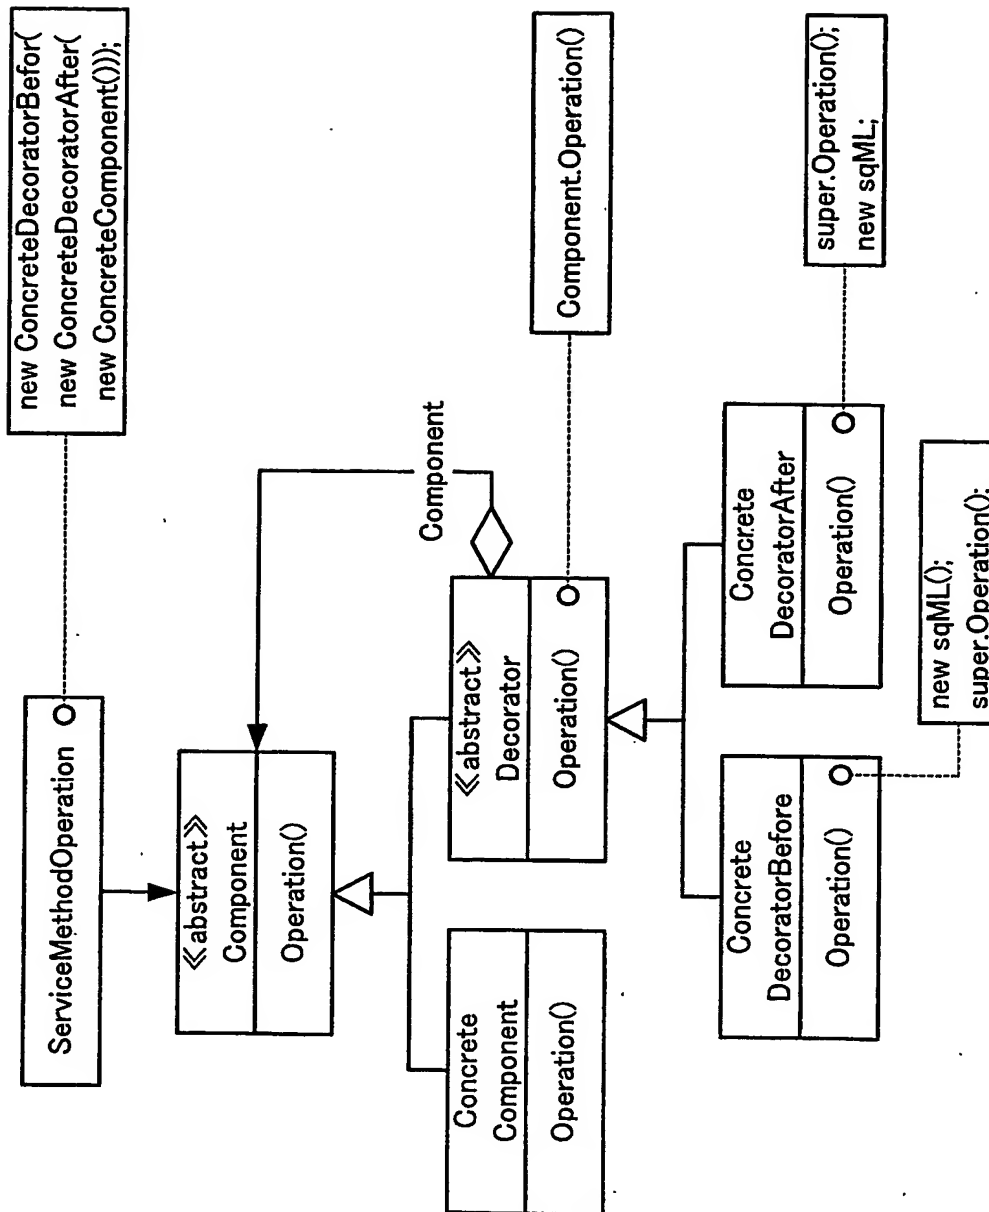 new ConcreteDecoratorBefor(
new ConcreteDecoratorAfter(
new ConcreteComponent()));
ServiceMethodOperation
≪abstract≫
Component
Operation()
Component
Concrete
Component
Operation()
≪abstract≫
Decorator
Operation()
Component.Operation()
Concrete
DecoratorBefore
Operation()
Concrete
DecoratorAfter
Operation()
super.Operation();
new sqML;
new sqML();
super.Operation();